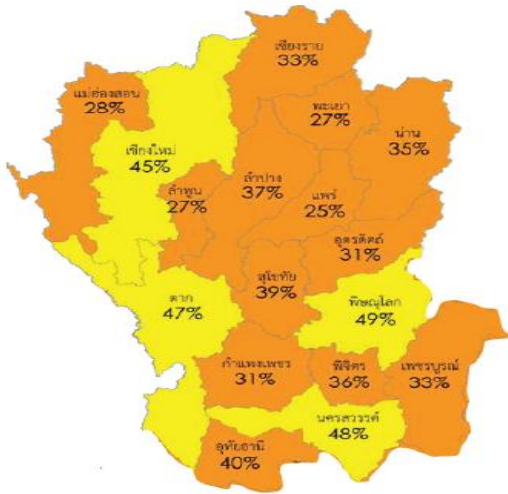 เชียงราย
33%
แม่ฮ่องสอน
28%
พะเยา
27%
น่าน
35%
เชียงใหม่
45%
ลำพูน
27%
ลำปาง
37%
แพร่
25%
อุตรดิตถ์
31%
สุโขทัย
39%
ตาก
47%
พิษณุโลก
49%
กำแพงเพชร
31%
พิจิตร
36%
เพชรบูรณ์
33%
นครสวรรค์
48%
อุทัยธานี
40%